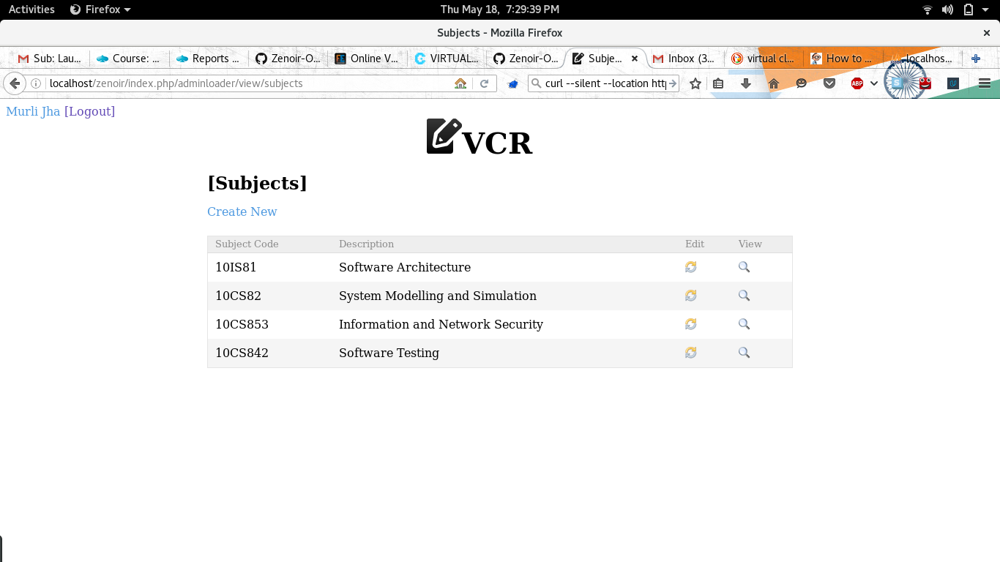 Activities Firefox Thu May 18, 7:29:39 PM
Subjects - Mozilla Firefox
Sub: Lau... Course: ... Reports ... Zenoir-O... Online V... VIRTUAL... Zenoir-O... Subje... Inbox (3... virtual cl... How to ... localhos...
localhost/zenoir/index.php/adminloader/view/subjects curl --silent --location http ABP
Murli Jha [Logout]
VCR
[Subjects]
Create New
Subject Code Description Edit View
10IS81 Software Architecture
10CS82 System Modelling and Simulation
10CS853 Information and Network Security
10CS842 Software Testing